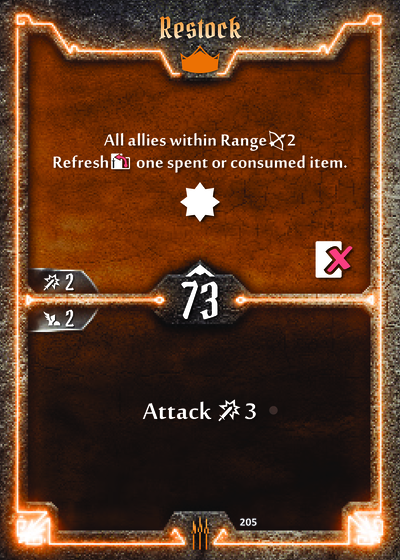 Restock
All allies within Range 2
Refresh one spent or consumed item.
2
73
2
Attack 3
205